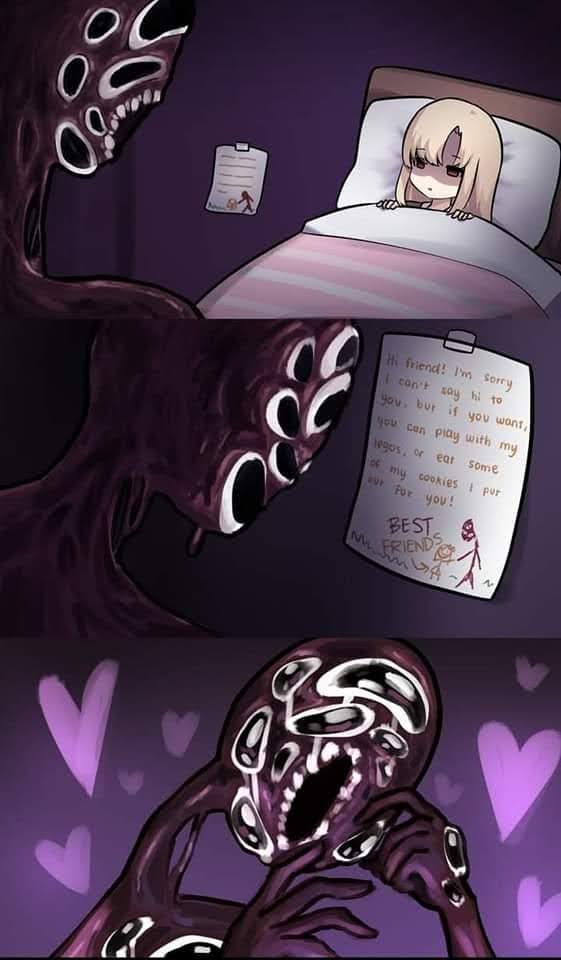 Hi friend! I'm sorry
I can't say hi to
you, but if you want,
you can play with my
legos, or eat some
of my cookies I put
out for you!
BEST
FRIENDS